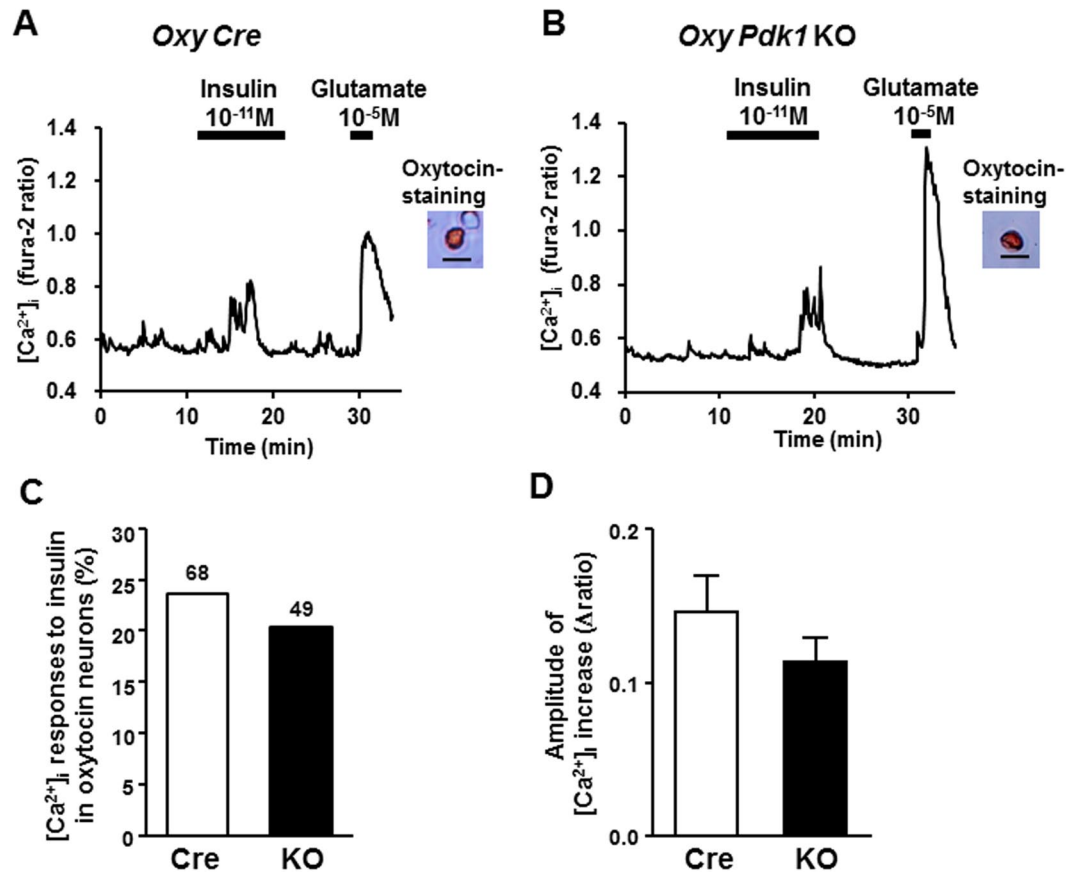 A
Oxy Cre
Insulin
10⁻¹¹M
Glutamate
10⁻⁵M
Oxytocin-
staining
[Ca²⁺]ᵢ (fura-2 ratio)
1.4
1.2
1.0
0.8
0.6
0.4
0
10
20
30
Time (min)
B
Oxy Pdk1 KO
Insulin
10⁻¹¹M
Glutamate
10⁻⁵M
Oxytocin-
staining
[Ca²⁺]ᵢ (fura-2 ratio)
1.4
1.2
1.0
0.8
0.6
0.4
0
10
20
30
Time (min)
C
[Ca²⁺]ᵢ responses to insulin
in oxytocin neurons (%)
30
25
20
15
10
5
0
68
49
Cre
KO
D
Amplitude of
[Ca²⁺]ᵢ increase (Δratio)
0.2
0.1
0.0
Cre
KO